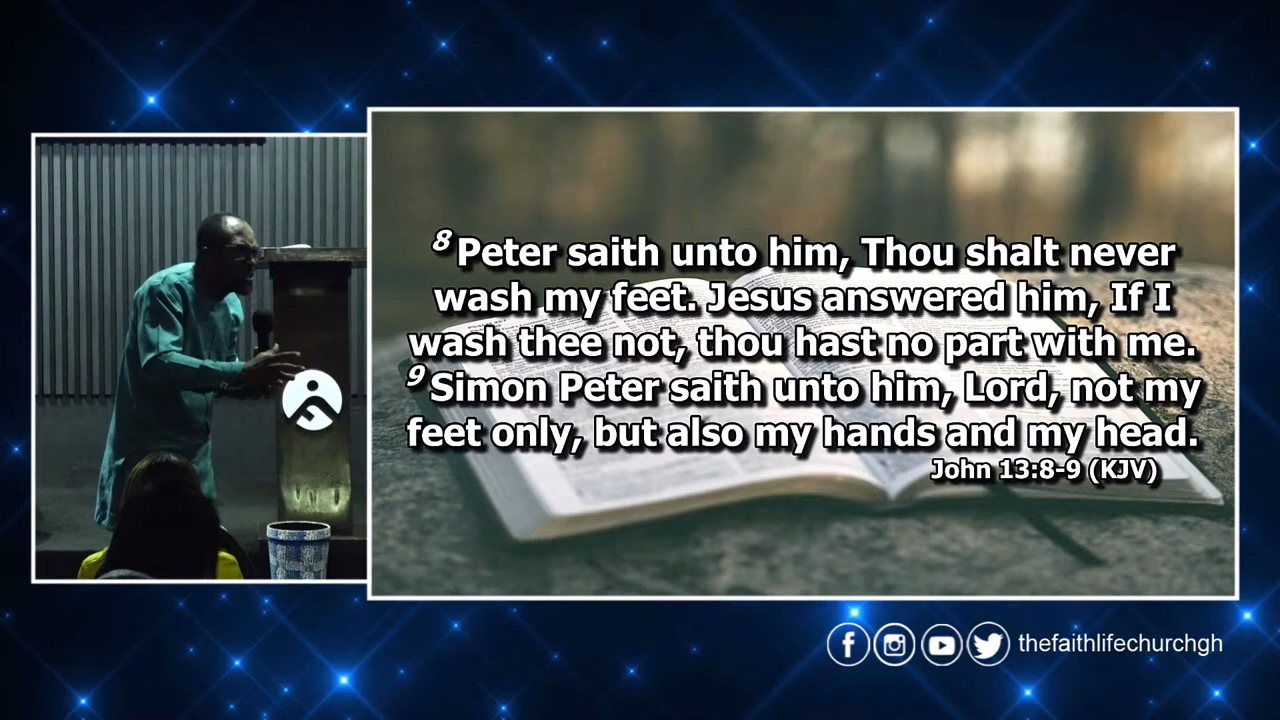 8 Peter saith unto him, Thou shalt never
wash my feet. Jesus answered him, If I
wash thee not, thou hast no part with me.
9 Simon Peter saith unto him, Lord, not my
feet only, but also my hands and my head.
John 13:8-9 (KJV)
thefaithlifechurchgh